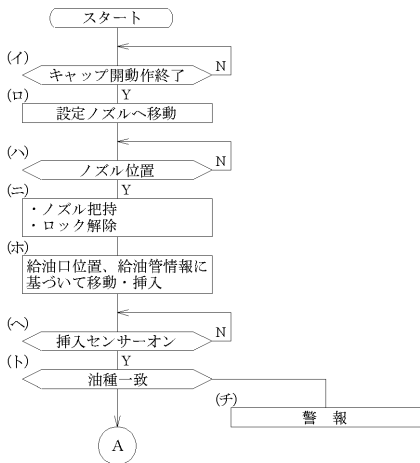 スタート
(イ)
キャップ開動作終了
N
Y
(ロ)
設定ノズルへ移動
(ハ)
ノズル位置
N
Y
(ニ)
・ノズル把持
・ロック解除
(ホ)
給油口位置、給油管情報に
基づいて移動・挿入
(ヘ)
挿入センサーオン
N
Y
(ト)
油種一致
(チ)
警 報
A